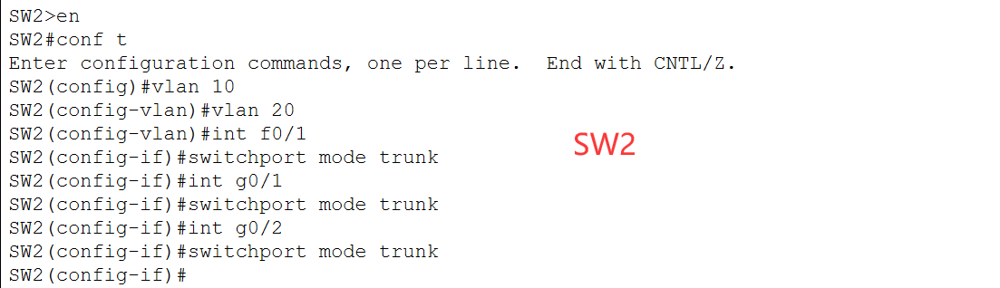 SW2>en
SW2#conf t
Enter configuration commands, one per line.  End with CNTL/Z.
SW2(config)#vlan 10
SW2(config-vlan)#vlan 20
SW2(config-vlan)#int f0/1
SW2(config-if)#switchport mode trunk
SW2(config-if)#int g0/1
SW2(config-if)#switchport mode trunk
SW2(config-if)#int g0/2
SW2(config-if)#switchport mode trunk
SW2(config-if)#
SW2